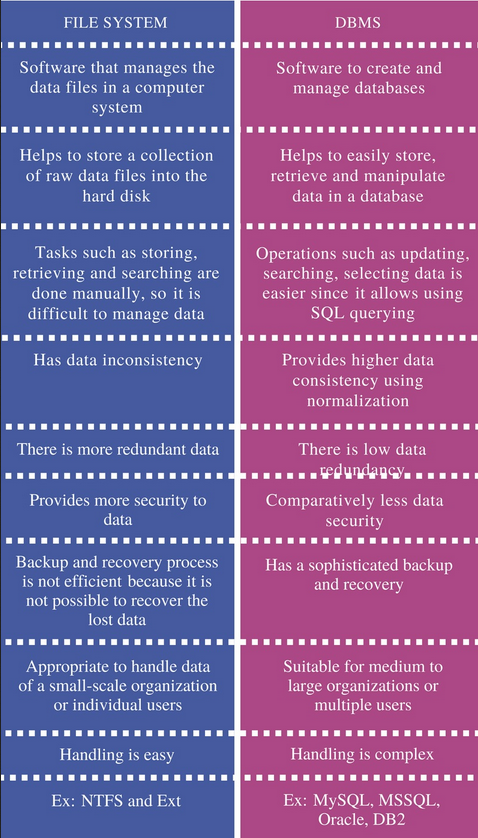 FILE SYSTEM
DBMS
Software that manages the
data files in a computer
system
Software to create and
manage databases
Helps to store a collection
of raw data files into the
hard disk
Helps to easily store,
retrieve and manipulate
data in a database
Tasks such as storing,
retrieving and searching are
done manually, so it is
difficult to manage data
Operations such as updating,
searching, selecting data is
easier since it allows using
SQL querying
Has data inconsistency
Provides higher data
consistency using
normalization
There is more redundant data
There is low data
redundancy
Provides more security to
data
Comparatively less data
security
Backup and recovery process
is not efficient because it is
not possible to recover the
lost data
Has a sophisticated backup
and recovery
Appropriate to handle data
of a small-scale organization
or individual users
Suitable for medium to
large organizations or
multiple users
Handling is easy
Handling is complex
Ex: NTFS and Ext
Ex: MySQL, MSSQL,
Oracle, DB2